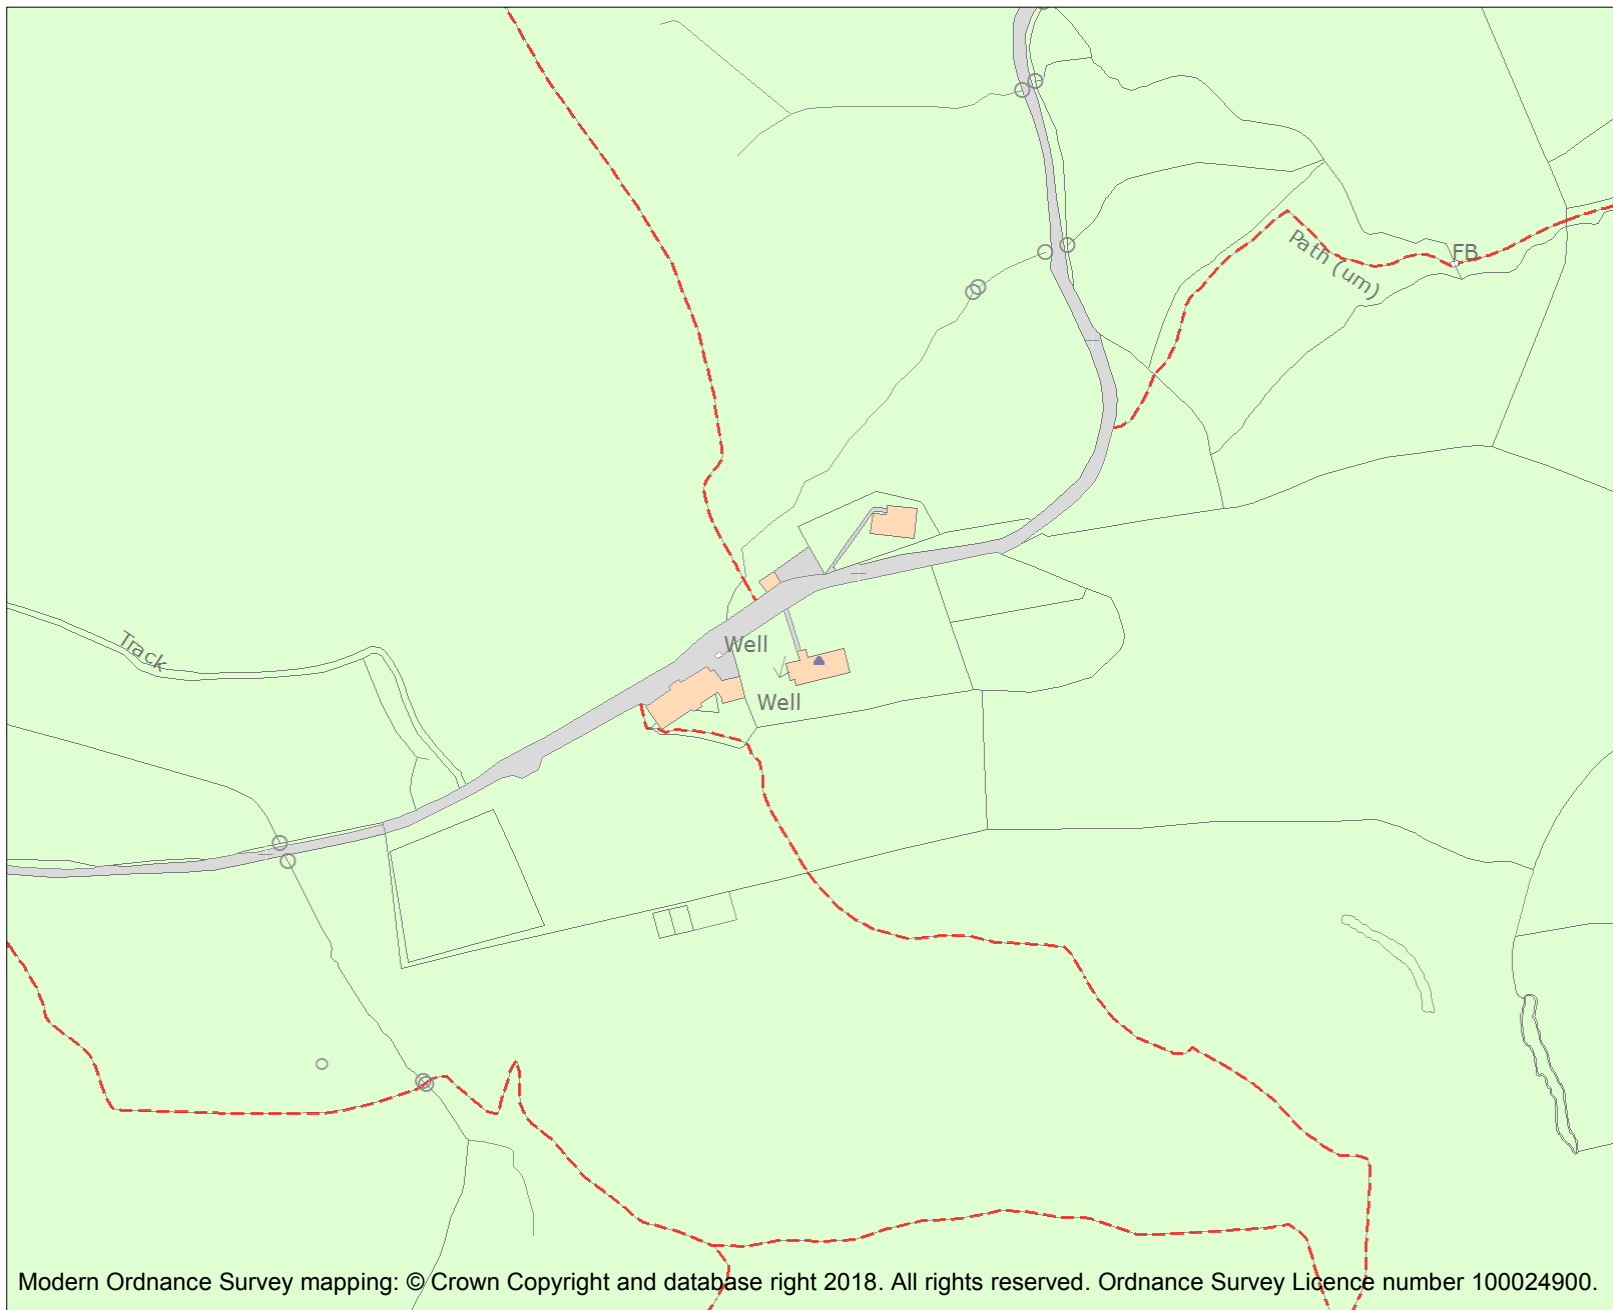 FB
Path (um)
Track
Well
Well
Modern Ordnance Survey mapping: © Crown Copyright and database right 2018. All rights reserved. Ordnance Survey Licence number 100024900.